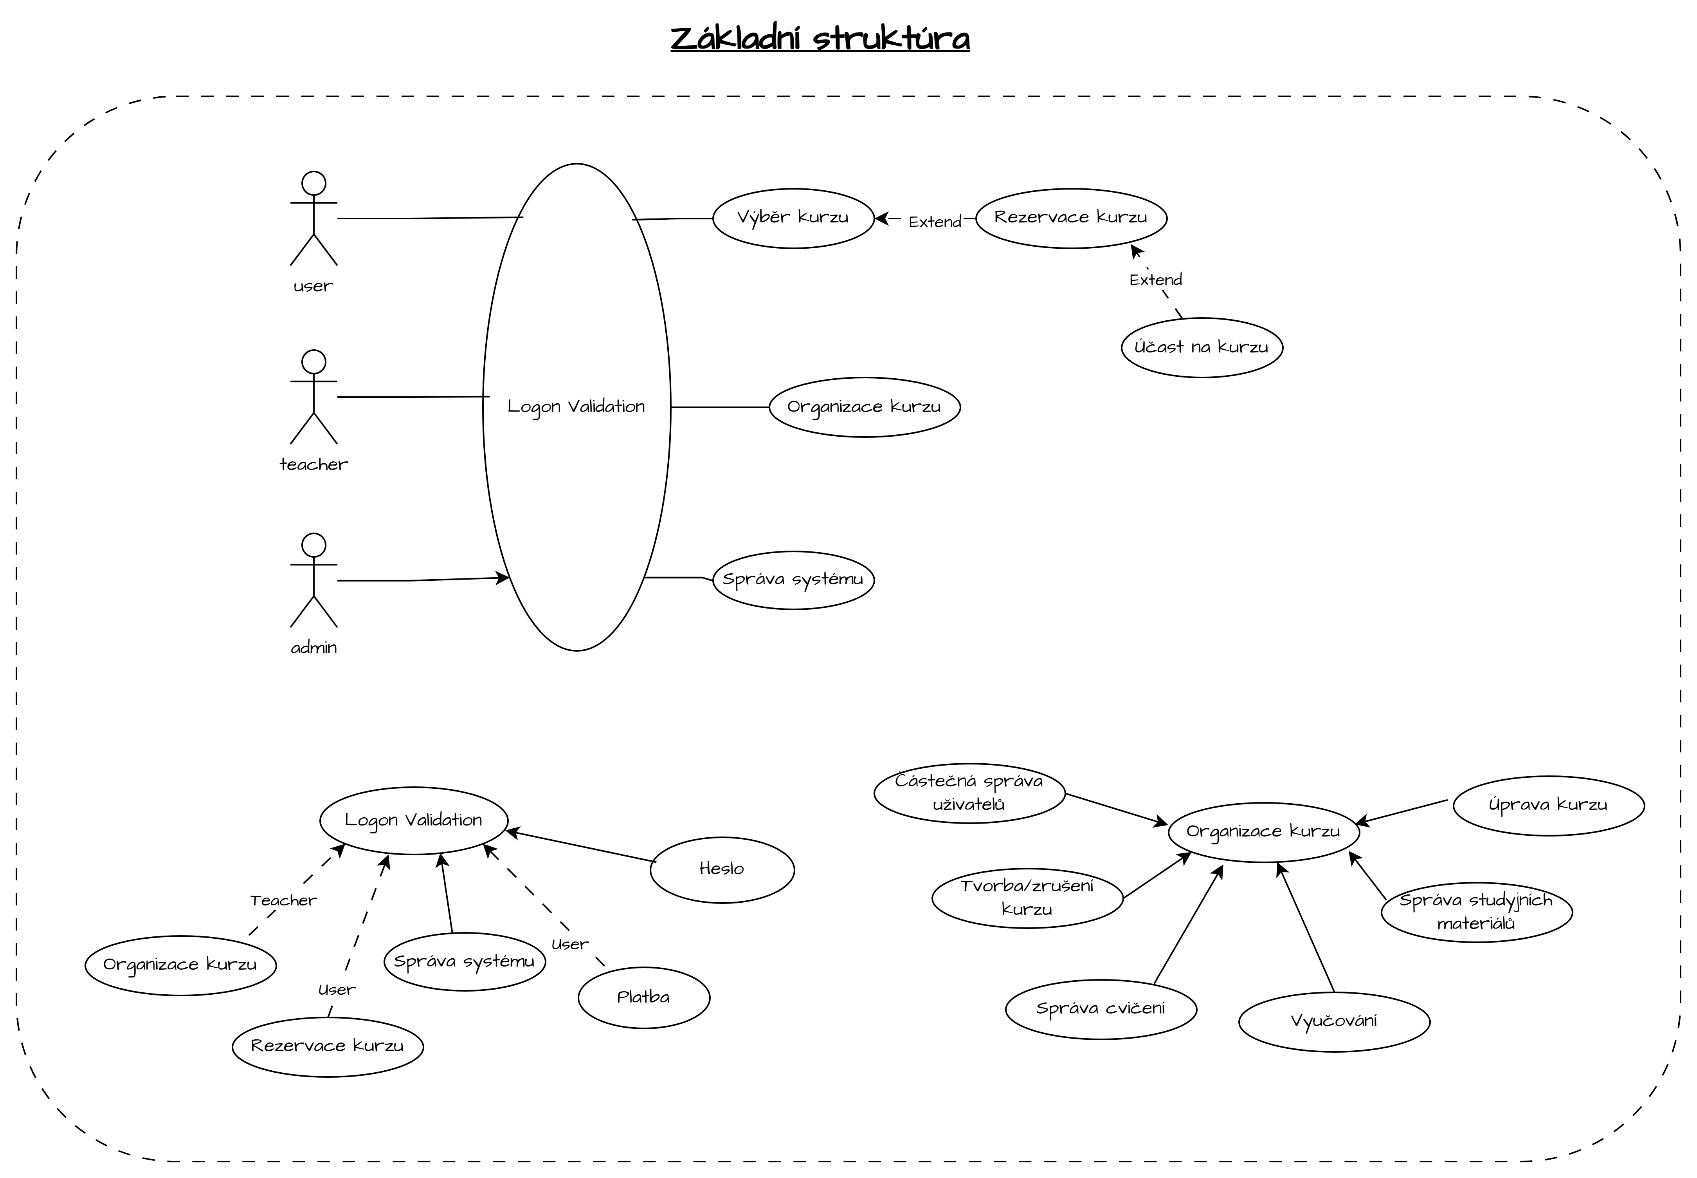 Základní struktúra
user
Výběr kurzu
Extend
Rezervace kurzu
Extend
Účast na kurzu
teacher
Logon Validation
Organizace kurzu
admin
Správa systému
Logon Validation
Heslo
Teacher
User
User
Organizace kurzu
Správa systému
Platba
Rezervace kurzu
Částečná správa
uživatelů
Úprava kurzu
Organizace kurzu
Tvorba/zrušení
kurzu
Správa studyjních
materiálů
Správa cvičení
Vyučování